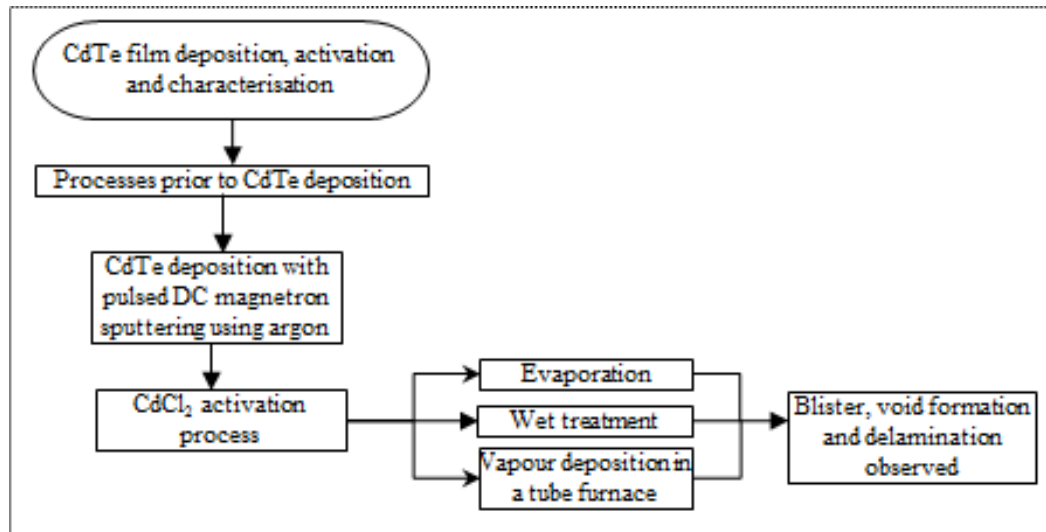 CdTe film deposition, activation
and characterisation
Processes prior to CdTe deposition
CdTe deposition with
pulsed DC magnetron
sputtering using argon
CdCl₂ activation
process
Evaporation
Wet treatment
Vapour deposition in
a tube furnace
Blister, void formation
and delamination
observed